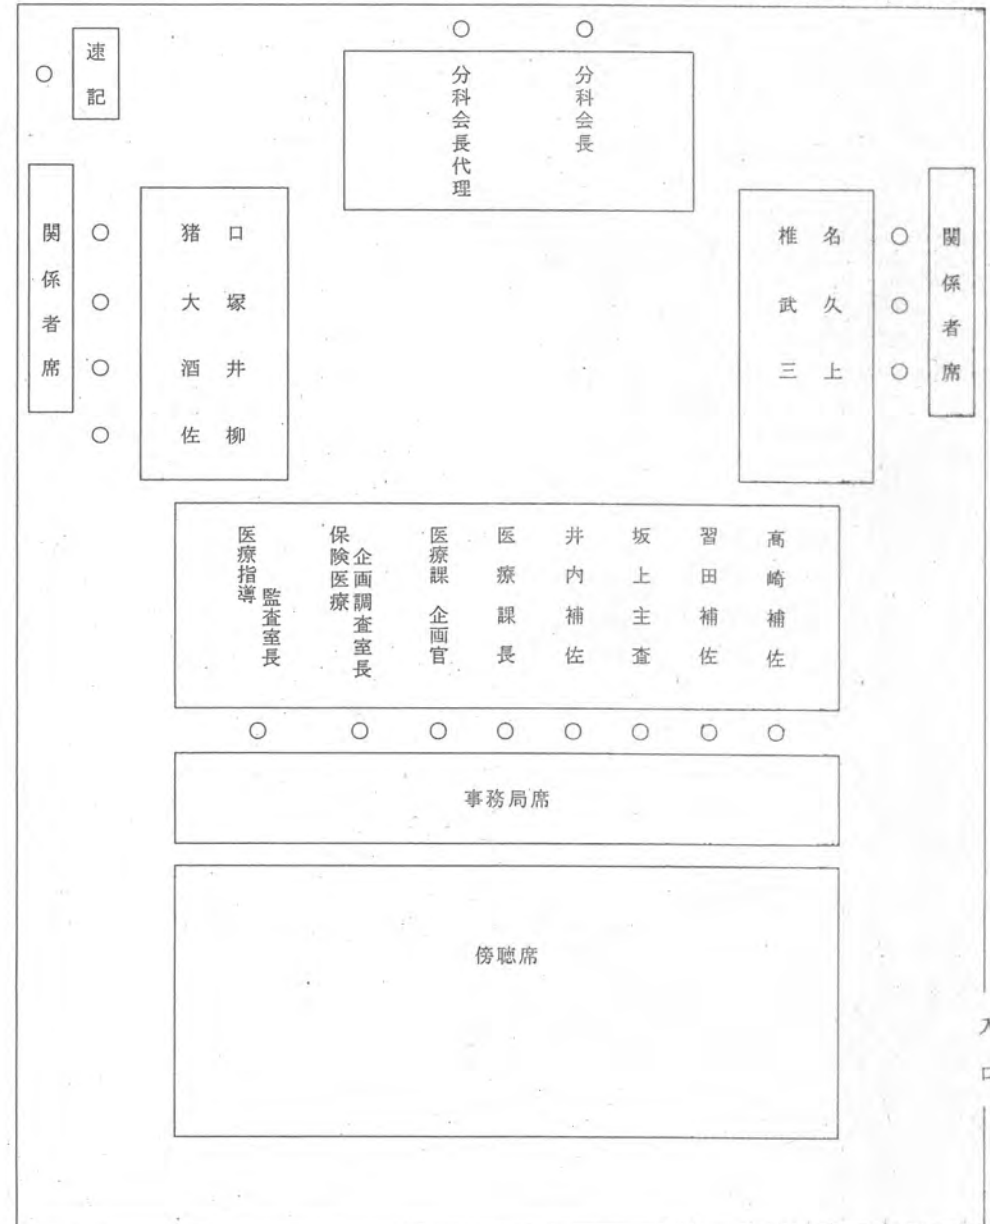 速記
分科会長代理
分科会長
関係者席
猪口
大塚
酒井
佐柳
椎名
武久
三上
関係者席
医療指導
監査室長
保険医療
企画調査室長
医療課 企画官
医療課長
井内補佐
坂上主査
習田補佐
高崎補佐
事務局席
傍聴席
入口